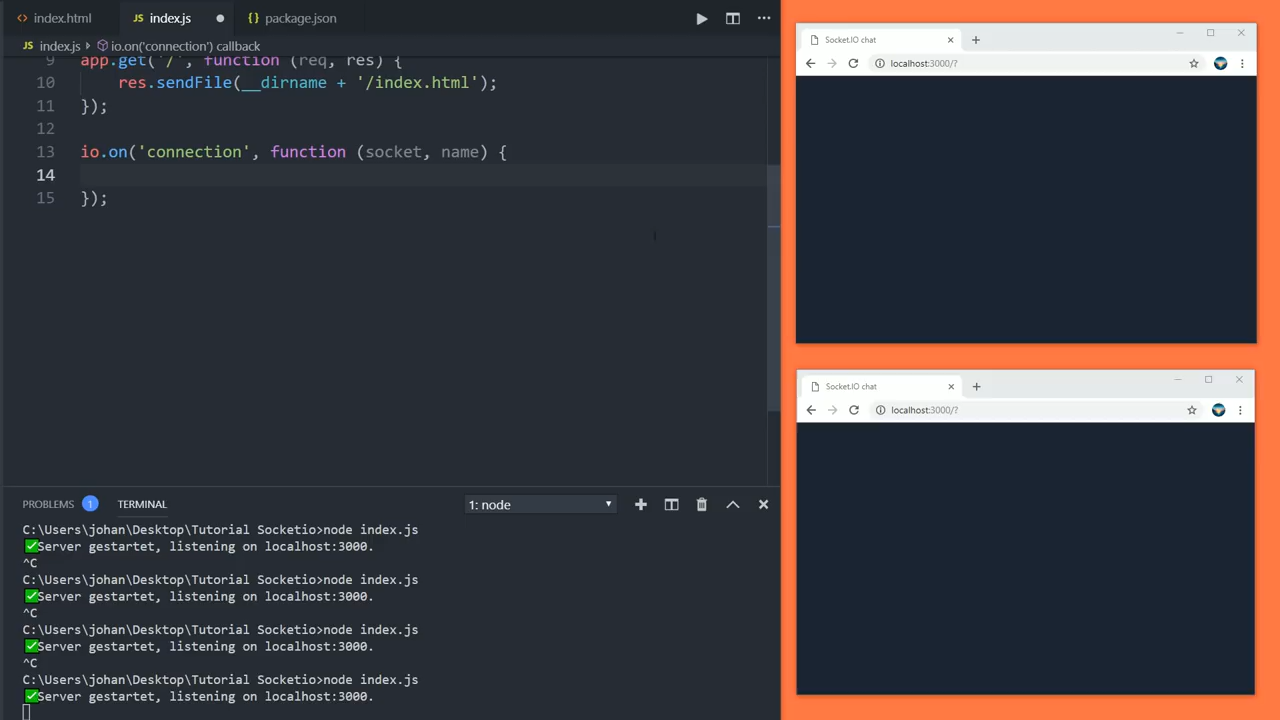 index.html
JS index.js
{} package.json
JS index.js
io.on('connection') callback
9 app.get('/', function (req, res) {
10 res.sendFile(__dirname + '/index.html');
11 });
12
13 io.on('connection', function (socket, name) {
14
15 });
PROBLEMS 1 TERMINAL
1: node
C:\Users\johan\Desktop\Tutorial Socketio>node index.js
✅Server gestartet, listening on localhost:3000.
^C
C:\Users\johan\Desktop\Tutorial Socketio>node index.js
✅Server gestartet, listening on localhost:3000.
^C
C:\Users\johan\Desktop\Tutorial Socketio>node index.js
✅Server gestartet, listening on localhost:3000.
^C
C:\Users\johan\Desktop\Tutorial Socketio>node index.js
✅Server gestartet, listening on localhost:3000.
Socket.IO chat
localhost:3000/?
Socket.IO chat
localhost:3000/?